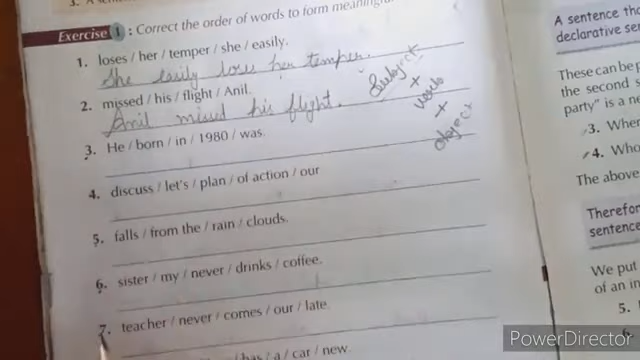 Exercise 1 : Correct the order of words to form meaningful
1. loses / her / temper / she / easily.
She easily loses her temper.
2. missed / his / flight / Anil.
Anil missed his flight.
Subject
+
verb
+
object
3. He / born / in / 1980 / was.
4. discuss / let's / plan / of action / our
5. falls / from the / rain / clouds.
6. sister / my / never / drinks / coffee.
7. teacher / never / comes / our / late.
has / a / car / new.
A sentence tha
declarative sen
These can be p
the second s
party" is a n
3. When
4. Who
The above
Therefor
sentence
We put
of an in
5.
6.
PowerDirector